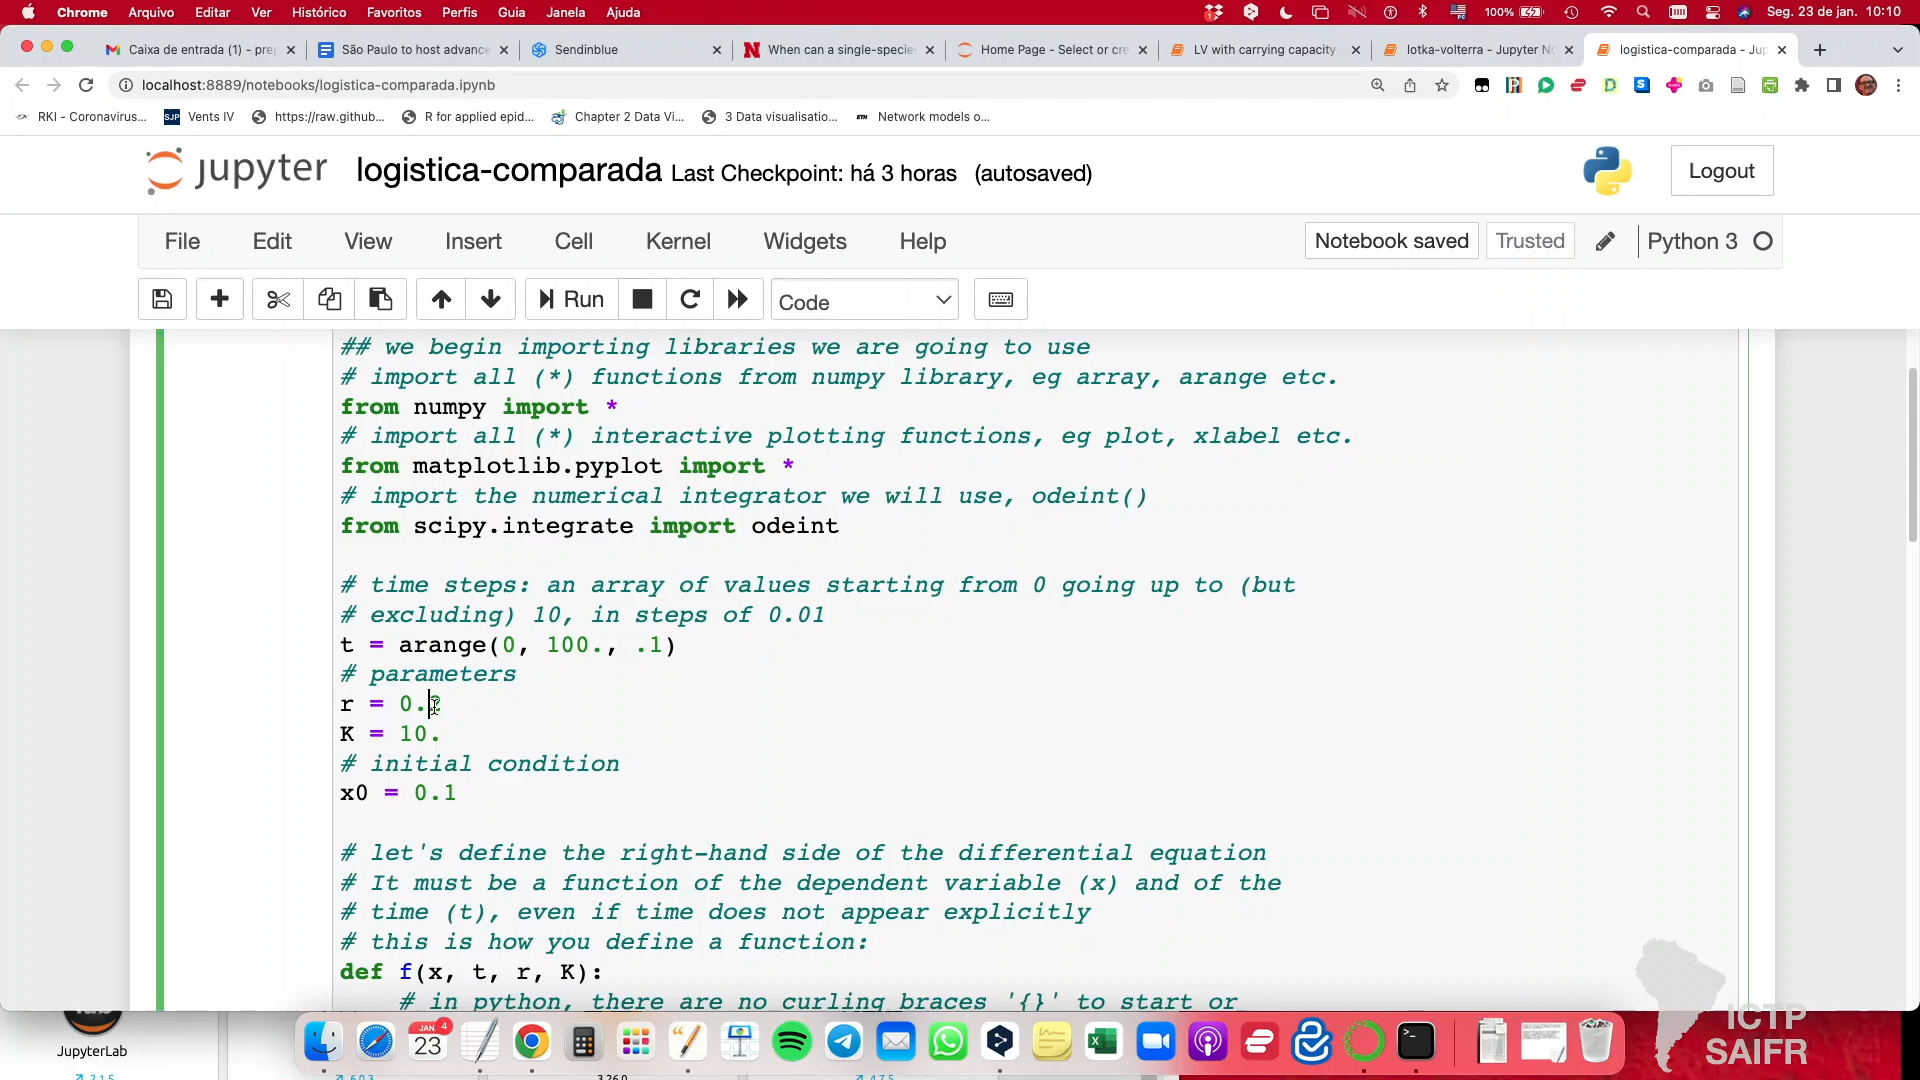 Chrome Arquivo Editar Ver Histórico Favoritos Perfis Guia Janela Ajuda 100% Seg. 23 de jan. 10:10
Caixa de entrada (1) - pre São Paulo to host advance Sendinblue When can a single-specie Home Page - Select or cre LV with carrying capacity lotka-volterra - Jupyter No logistica-comparada - Jup
localhost:8889/notebooks/logistica-comparada.ipynb
RKI - Coronavirus... SJP Vents IV https://raw.github... R for applied epid... Chapter 2 Data Vi... 3 Data visualisatio... ETH Network models o...
jupyter logistica-comparada Last Checkpoint: há 3 horas (autosaved) Logout
File Edit View Insert Cell Kernel Widgets Help Notebook saved Trusted Python 3
Run Code
## we begin importing libraries we are going to use
# import all (*) functions from numpy library, eg array, arange etc.
from numpy import *
# import all (*) interactive plotting functions, eg plot, xlabel etc.
from matplotlib.pyplot import *
# import the numerical integrator we will use, odeint()
from scipy.integrate import odeint
# time steps: an array of values starting from 0 going up to (but
# excluding) 10, in steps of 0.01
t = arange(0, 100., .1)
# parameters
r = 0.2
K = 10.
# initial condition
x0 = 0.1
# let's define the right-hand side of the differential equation
# It must be a function of the dependent variable (x) and of the
# time (t), even if time does not appear explicitly
# this is how you define a function:
def f(x, t, r, K):
# in python, there are no curling braces '{}' to start or
JAN. 4
23
JupyterLab
ICTP
SAIFR